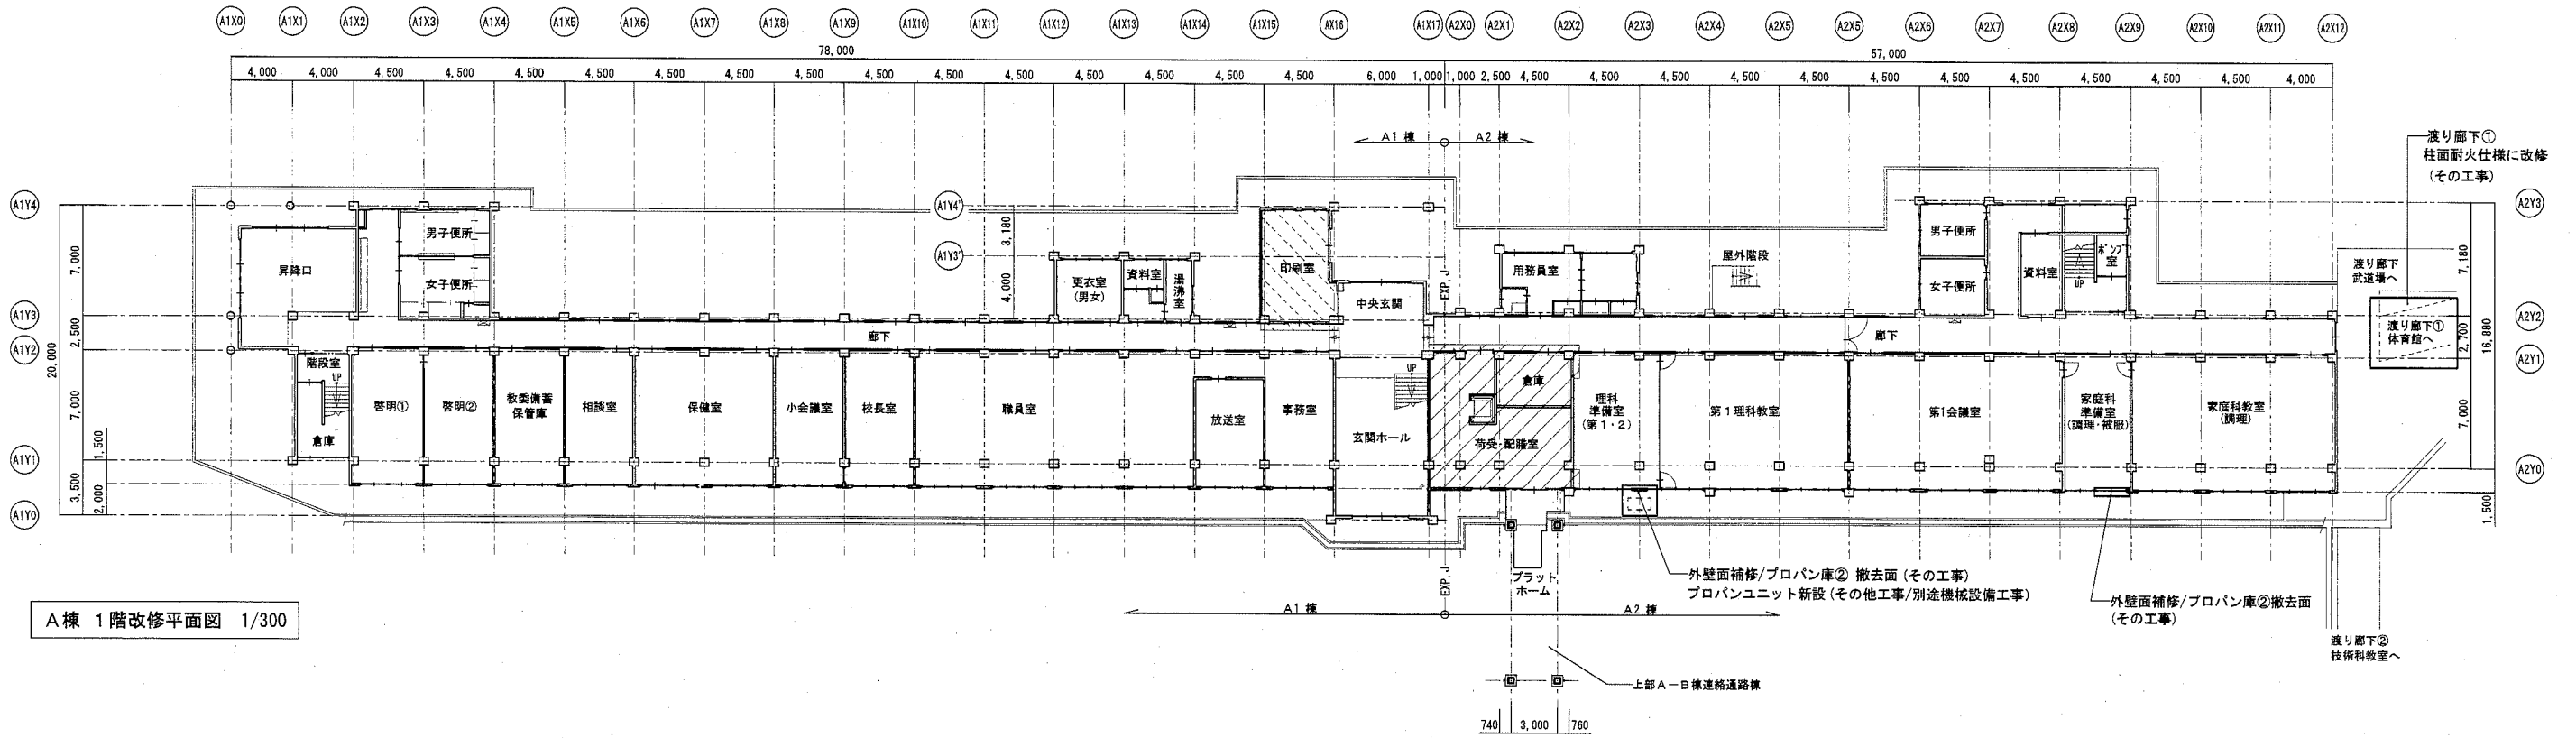 A1X0 A1X1 A1X2 A1X3 A1X4 A1X5 A1X6 A1X7 A1X8 A1X9 A1X10 A1X11 A1X12 A1X13 A1X14 A1X15 AX16 A1X17 A2X0 A2X1 A2X2 A2X3 A2X4 A2X5 A2X5 A2X6 A2X7 A2X8 A2X9 A2X10 A2X11 A2X12
78,000 57,000
4,000 4,000 4,500 4,500 4,500 4,500 4,500 4,500 4,500 4,500 4,500 4,500 4,500 4,500 4,500 4,500 6,000 1,000 1,000 2,500 4,500 4,500 4,500 4,500 4,500 4,500 4,500 4,500 4,500 4,500 4,000
A1棟 A2棟
渡り廊下①
柱面耐火仕様に改修
(その工事)
A1Y4 A1Y4' A2Y3
A1Y3'
A1Y3 A2Y2
A1Y2 A2Y1
A1Y1 A2Y0
A1Y0
20,000
7,000
2,500
7,000
3,500
1,500
2,000
3,180
4,000
7,180
2,700
7,000
16,880
1,500
昇降口
男子便所
女子便所
更衣室
(男女)
資料室
湯沸室
印刷室
中央玄関
EXP.J
用務員室
屋外階段
男子便所
女子便所
資料室
UP
ポンプ
室
渡り廊下
武道場へ
渡り廊下①
体育館へ
廊下
廊下
階段室
UP
倉庫
啓明①
啓明②
教委備蓄
保管庫
相談室
保健室
小会議室
校長室
職員室
放送室
事務室
UP
玄関ホール
倉庫
荷受・配膳室
理科
準備室
(第1・2)
第1理科教室
第1会議室
家庭科
準備室
(調理・被服)
家庭科教室
(調理)
EXP.J
プラット
ホーム
外壁面補修/プロパン庫② 撤去面 (その工事)
プロパンユニット新設 (その他工事/別途機械設備工事)
外壁面補修/プロパン庫②撤去面
(その工事)
A1棟 A2棟
A棟 1階改修平面図 1/300
渡り廊下②
技術科教室へ
上部A-B棟連絡通路棟
740 3,000 760